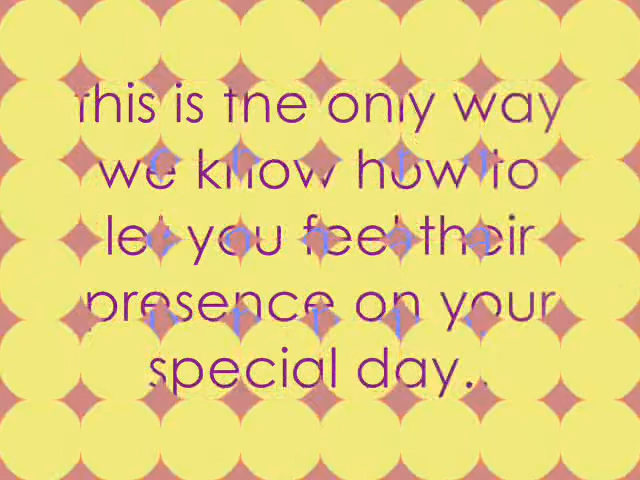 this is the only way
we know how to
let you feel their
presence on your
special day..